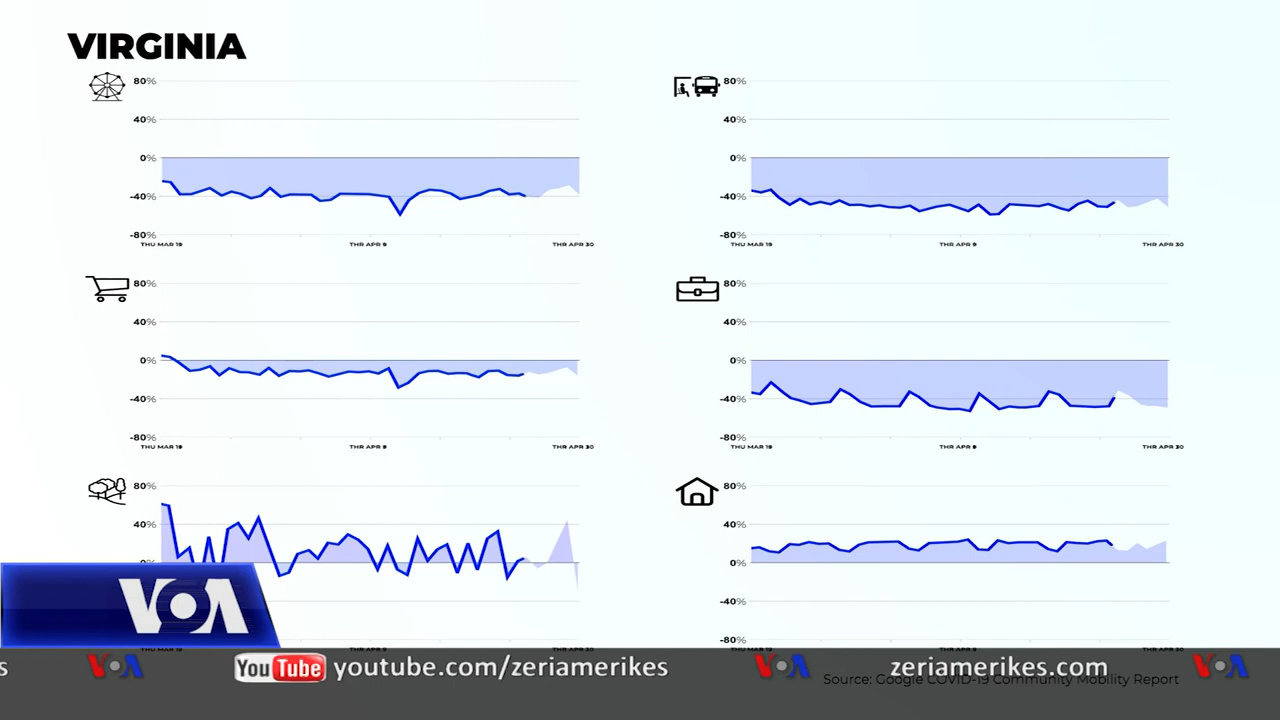 VIRGINIA
80%
40%
0%
-40%
-80%
THU MAR 19
THR APR 9
THR APR 30
80%
40%
0%
-40%
-80%
THU MAR 19
THR APR 9
THR APR 30
80%
40%
0%
-40%
-80%
THU MAR 19
THR APR 9
THR APR 30
80%
40%
0%
-40%
-80%
THU MAR 19
THR APR 9
THR APR 30
80%
40%
0%
80%
40%
0%
-40%
-80%
VOA
VOA
YouTube
youtube.com/zeriamerikes
VOA
zeriamerikes.com
VOA
Source: Google COVID-19 Community Mobility Report